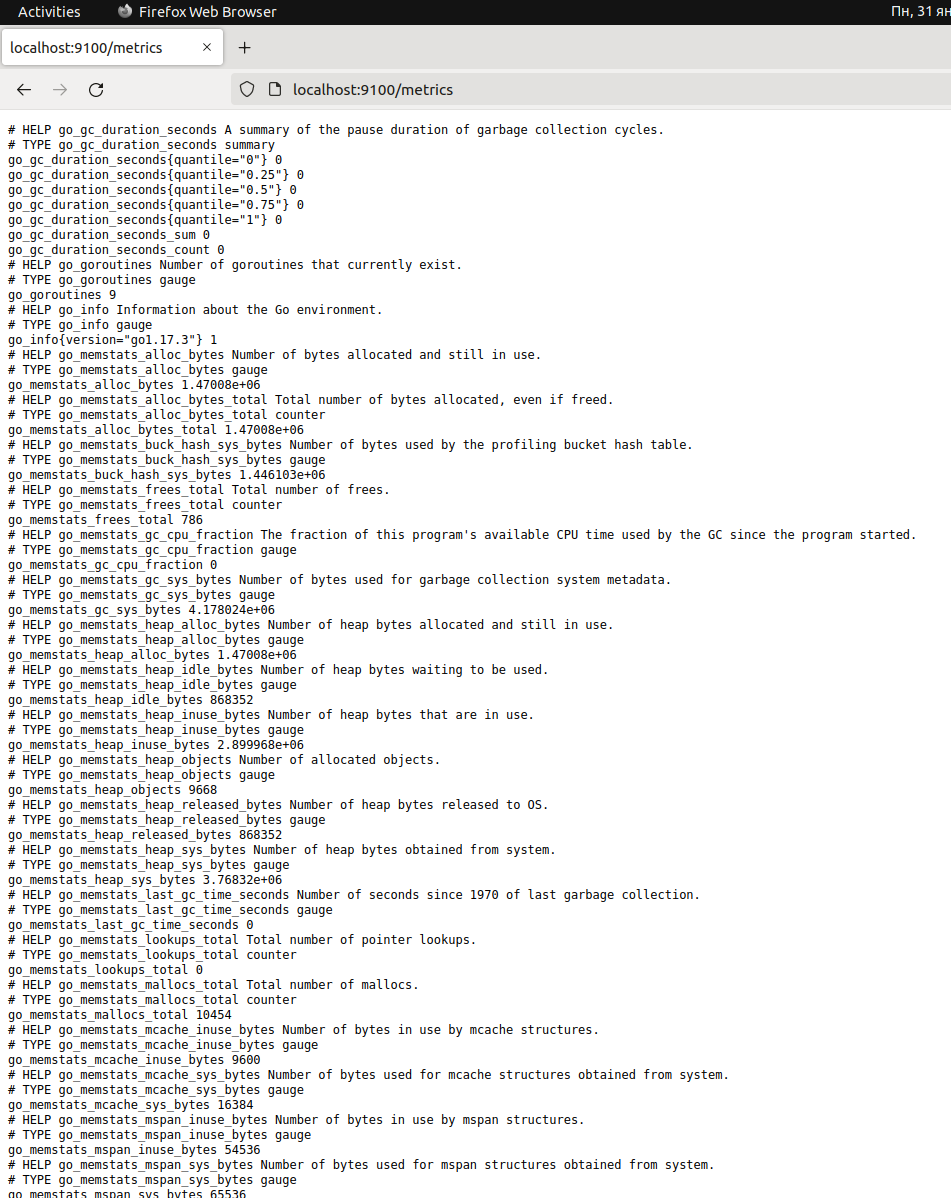 Activities Firefox Web Browser Пн, 31 ян
localhost:9100/metrics × +
localhost:9100/metrics
# HELP go_gc_duration_seconds A summary of the pause duration of garbage collection cycles.
# TYPE go_gc_duration_seconds summary
go_gc_duration_seconds{quantile="0"} 0
go_gc_duration_seconds{quantile="0.25"} 0
go_gc_duration_seconds{quantile="0.5"} 0
go_gc_duration_seconds{quantile="0.75"} 0
go_gc_duration_seconds{quantile="1"} 0
go_gc_duration_seconds_sum 0
go_gc_duration_seconds_count 0
# HELP go_goroutines Number of goroutines that currently exist.
# TYPE go_goroutines gauge
go_goroutines 9
# HELP go_info Information about the Go environment.
# TYPE go_info gauge
go_info{version="go1.17.3"} 1
# HELP go_memstats_alloc_bytes Number of bytes allocated and still in use.
# TYPE go_memstats_alloc_bytes gauge
go_memstats_alloc_bytes 1.47008e+06
# HELP go_memstats_alloc_bytes_total Total number of bytes allocated, even if freed.
# TYPE go_memstats_alloc_bytes_total counter
go_memstats_alloc_bytes_total 1.47008e+06
# HELP go_memstats_buck_hash_sys_bytes Number of bytes used by the profiling bucket hash table.
# TYPE go_memstats_buck_hash_sys_bytes gauge
go_memstats_buck_hash_sys_bytes 1.446103e+06
# HELP go_memstats_frees_total Total number of frees.
# TYPE go_memstats_frees_total counter
go_memstats_frees_total 786
# HELP go_memstats_gc_cpu_fraction The fraction of this program's available CPU time used by the GC since the program started.
# TYPE go_memstats_gc_cpu_fraction gauge
go_memstats_gc_cpu_fraction 0
# HELP go_memstats_gc_sys_bytes Number of bytes used for garbage collection system metadata.
# TYPE go_memstats_gc_sys_bytes gauge
go_memstats_gc_sys_bytes 4.178024e+06
# HELP go_memstats_heap_alloc_bytes Number of heap bytes allocated and still in use.
# TYPE go_memstats_heap_alloc_bytes gauge
go_memstats_heap_alloc_bytes 1.47008e+06
# HELP go_memstats_heap_idle_bytes Number of heap bytes waiting to be used.
# TYPE go_memstats_heap_idle_bytes gauge
go_memstats_heap_idle_bytes 868352
# HELP go_memstats_heap_inuse_bytes Number of heap bytes that are in use.
# TYPE go_memstats_heap_inuse_bytes gauge
go_memstats_heap_inuse_bytes 2.899968e+06
# HELP go_memstats_heap_objects Number of allocated objects.
# TYPE go_memstats_heap_objects gauge
go_memstats_heap_objects 9668
# HELP go_memstats_heap_released_bytes Number of heap bytes released to OS.
# TYPE go_memstats_heap_released_bytes gauge
go_memstats_heap_released_bytes 868352
# HELP go_memstats_heap_sys_bytes Number of heap bytes obtained from system.
# TYPE go_memstats_heap_sys_bytes gauge
go_memstats_heap_sys_bytes 3.76832e+06
# HELP go_memstats_last_gc_time_seconds Number of seconds since 1970 of last garbage collection.
# TYPE go_memstats_last_gc_time_seconds gauge
go_memstats_last_gc_time_seconds 0
# HELP go_memstats_lookups_total Total number of pointer lookups.
# TYPE go_memstats_lookups_total counter
go_memstats_lookups_total 0
# HELP go_memstats_mallocs_total Total number of mallocs.
# TYPE go_memstats_mallocs_total counter
go_memstats_mallocs_total 10454
# HELP go_memstats_mcache_inuse_bytes Number of bytes in use by mcache structures.
# TYPE go_memstats_mcache_inuse_bytes gauge
go_memstats_mcache_inuse_bytes 9600
# HELP go_memstats_mcache_sys_bytes Number of bytes used for mcache structures obtained from system.
# TYPE go_memstats_mcache_sys_bytes gauge
go_memstats_mcache_sys_bytes 16384
# HELP go_memstats_mspan_inuse_bytes Number of bytes in use by mspan structures.
# TYPE go_memstats_mspan_inuse_bytes gauge
go_memstats_mspan_inuse_bytes 54536
# HELP go_memstats_mspan_sys_bytes Number of bytes used for mspan structures obtained from system.
# TYPE go_memstats_mspan_sys_bytes gauge
go_memstats_mspan_sys_bytes 65536